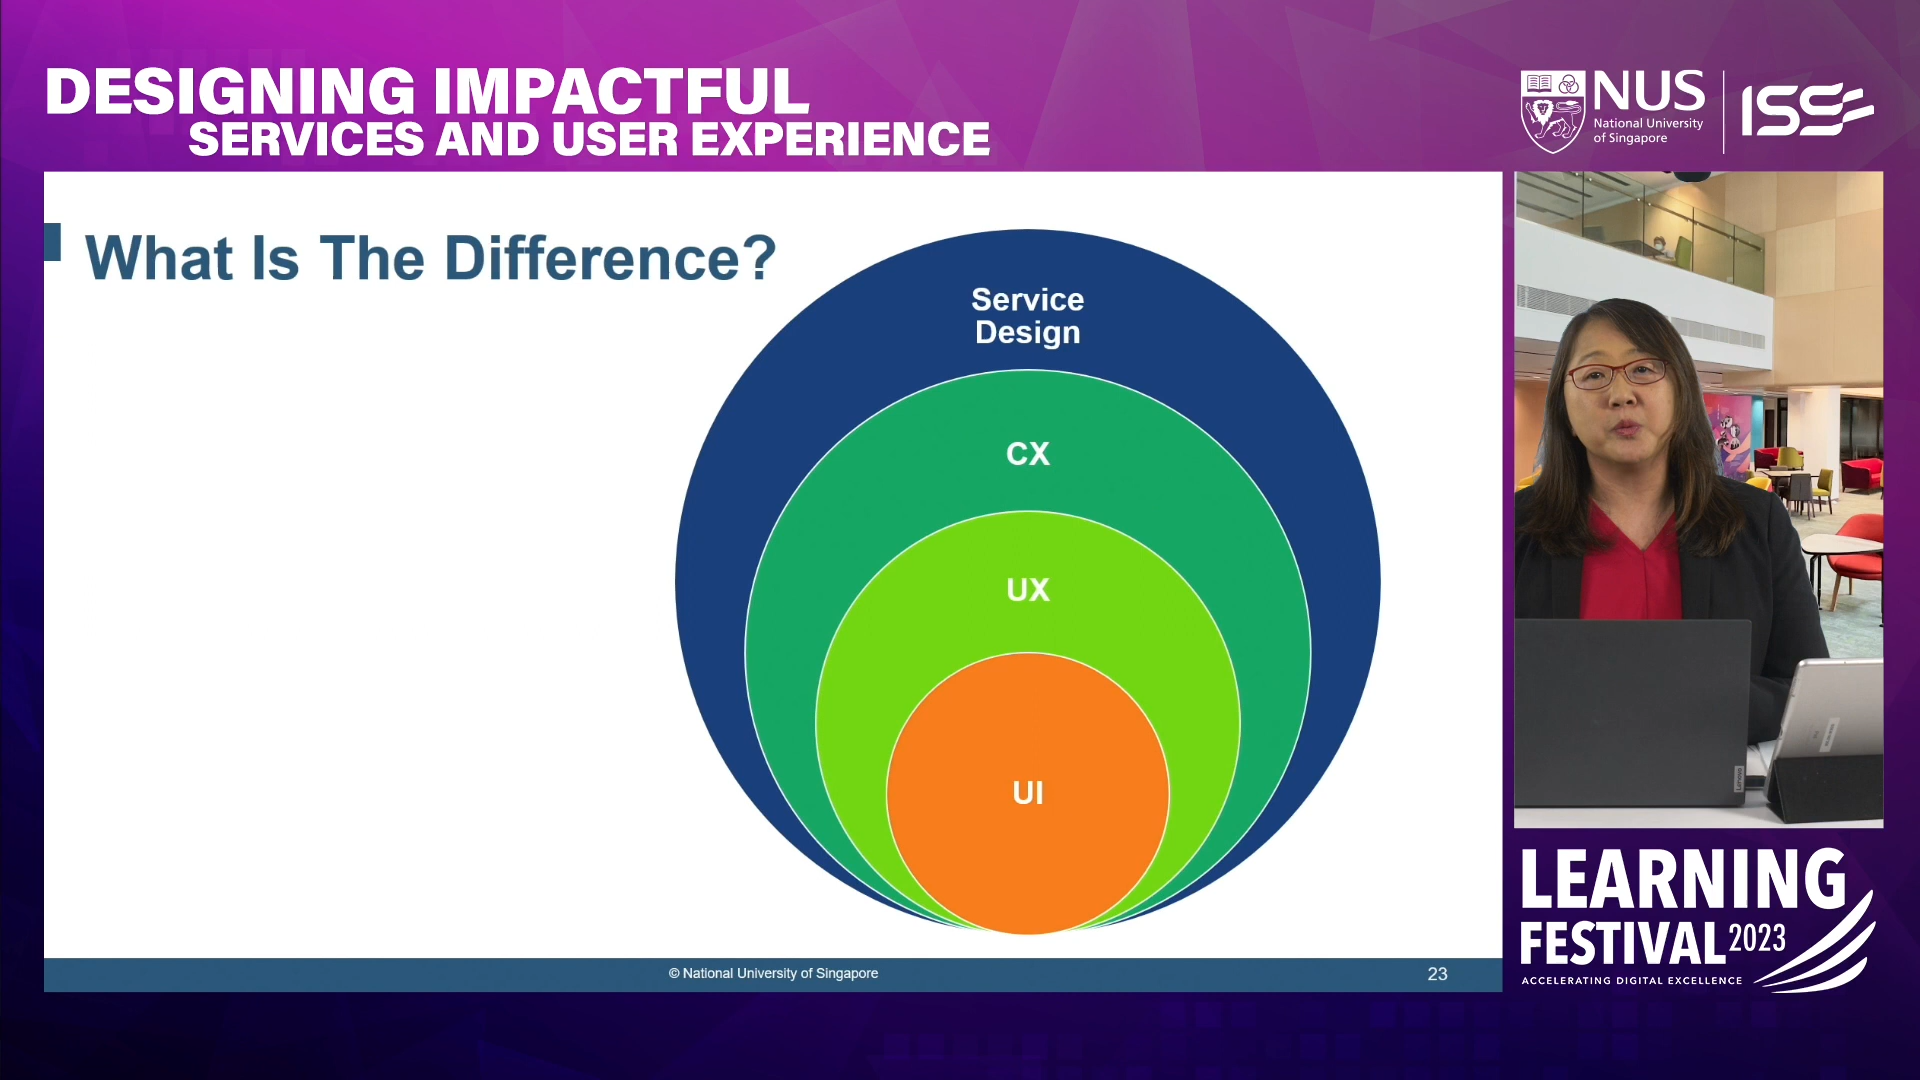 DESIGNING IMPACTFUL
SERVICES AND USER EXPERIENCE
NUS
National University
of Singapore
ISS
What Is The Difference?
Service
Design
CX
UX
UI
© National University of Singapore
23
Lenovo
LEARNING
FESTIVAL 2023
ACCELERATING DIGITAL EXCELLENCE